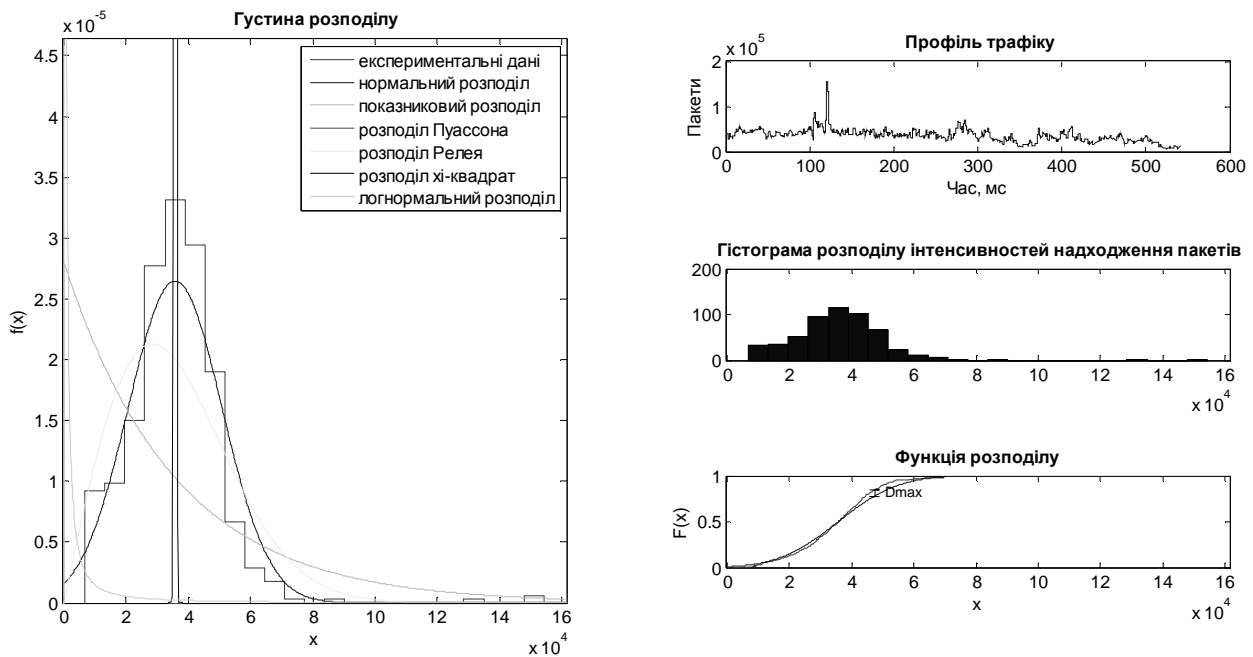 Густина розподілу
x 10^-5
4.5
4
3.5
3
2.5
2
1.5
1
0.5
0
f(x)
експериментальні дані
нормальний розподіл
показниковий розподіл
розподіл Пуассона
розподіл Релея
розподіл хі-квадрат
логнормальний розподіл
0 2 4 6 8 10 12 14 16
x
x 10^4
Профіль трафіку
x 10^5
2
1
0
Пакети
0 100 200 300 400 500 600
Час, мс
Гістограма розподілу інтенсивностей надходження пакетів
200
100
0
0 2 4 6 8 10 12 14 16
x 10^4
Функція розподілу
1
0.5
0
F(x)
Dmax
0 2 4 6 8 10 12 14 16
x
x 10^4